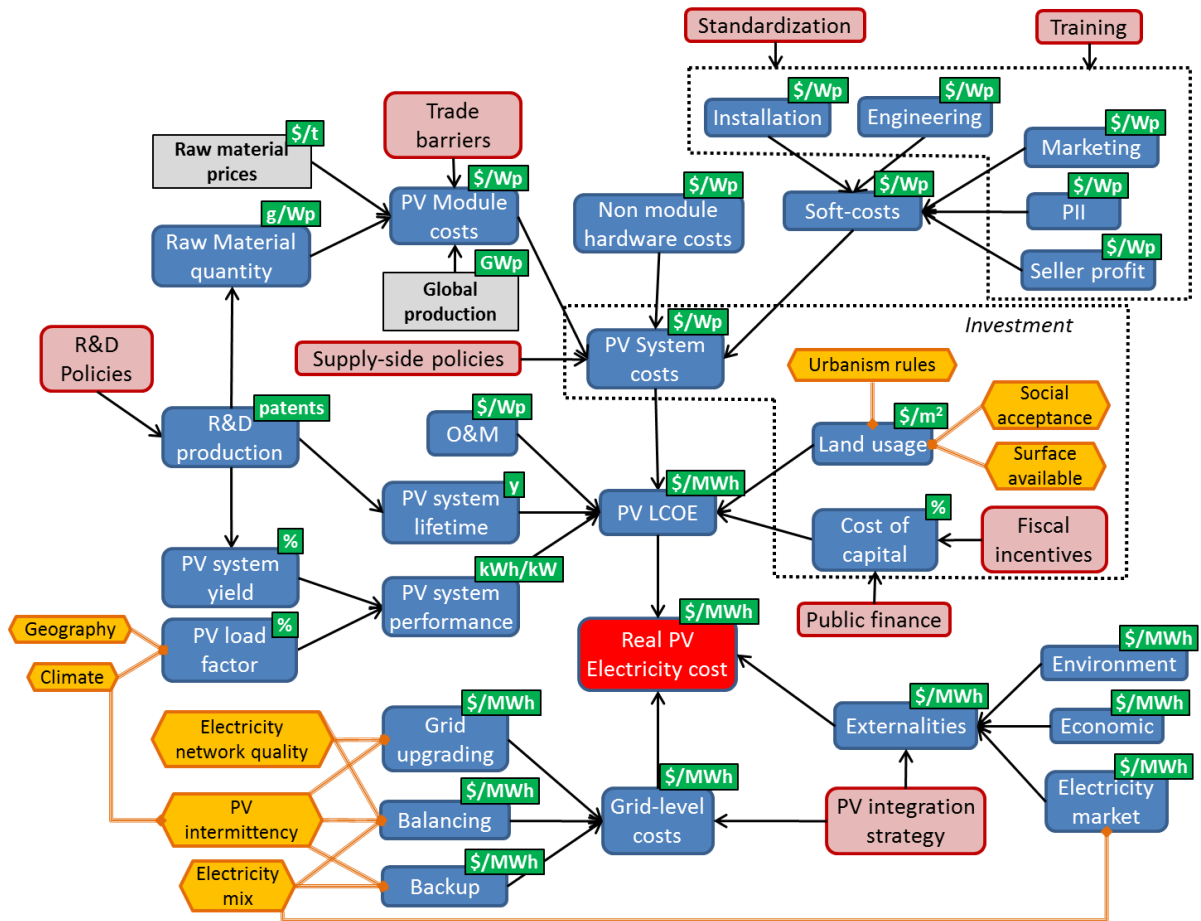 Standardization
Training
$/Wp
Installation
$/Wp
Engineering
$/Wp
Marketing
$/Wp
PII
$/Wp
Seller profit
$/Wp
Soft-costs
Trade
barriers
$/t
Raw material
prices
g/Wp
Raw Material
quantity
$/Wp
PV Module
costs
GWp
Global
production
$/Wp
Non module
hardware costs
Investment
$/Wp
PV System
costs
Supply-side policies
R&D
Policies
patents
R&D
production
$/Wp
O&M
y
PV system
lifetime
$/MWh
PV LCOE
Urbanism rules
$/m²
Land usage
Social
acceptance
Surface
available
%
Cost of
capital
Fiscal
incentives
Public finance
%
PV system
yield
kWh/kW
PV system
performance
%
PV load
factor
Geography
Climate
$/MWh
Real PV
Electricity cost
$/MWh
Environment
$/MWh
Externalities
$/MWh
Economic
$/MWh
Electricity
market
Electricity
network quality
$/MWh
Grid
upgrading
PV
intermittency
$/MWh
Balancing
$/MWh
Grid-level
costs
PV integration
strategy
Electricity
mix
$/MWh
Backup